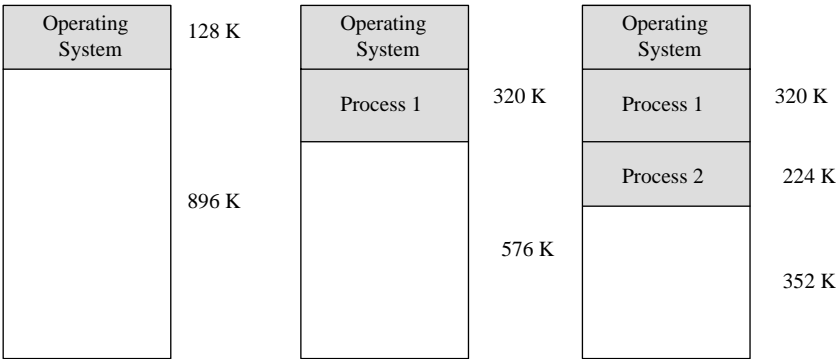 Operating
System
128 K
896 K
Operating
System
Process 1
320 K
576 K
Operating
System
Process 1
320 K
Process 2
224 K
352 K